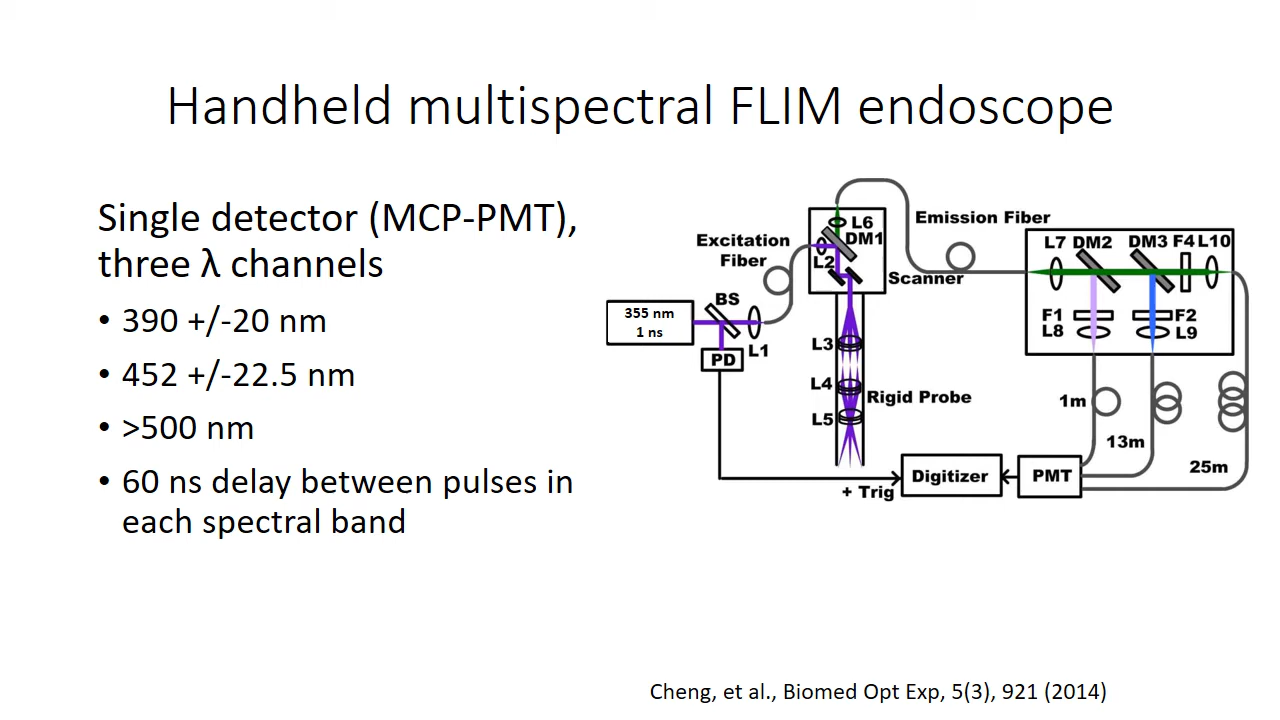 Handheld multispectral FLIM endoscope
Single detector (MCP-PMT),
three λ channels
• 390 +/-20 nm
• 452 +/-22.5 nm
• >500 nm
• 60 ns delay between pulses in
each spectral band
Excitation
Fiber
355 nm
1 ns
BS
PD
L1
L6
DM1
L2
Scanner
L3
L4
L5
Rigid Probe
Emission Fiber
L7 DM2 DM3 F4 L10
F1
L8
F2
L9
1m
13m
25m
+ Trig
Digitizer
PMT
Cheng, et al., Biomed Opt Exp, 5(3), 921 (2014)